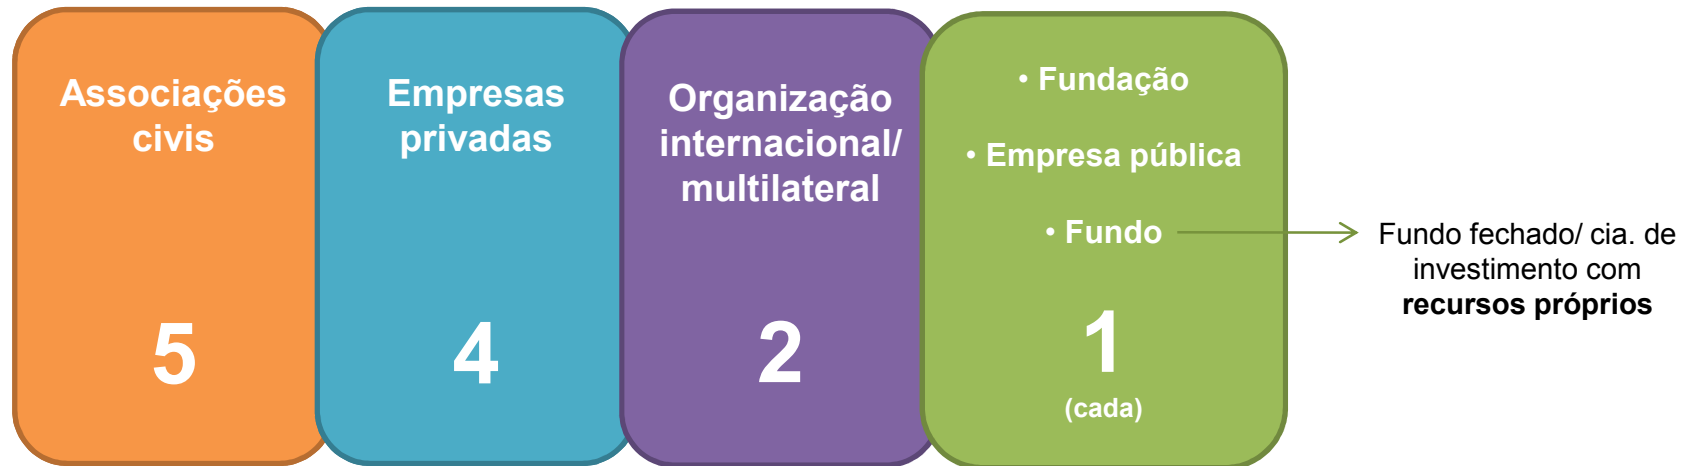 Associações
civis
5
Empresas
privadas
4
Organização
internacional/
multilateral
2
• Fundação
• Empresa pública
• Fundo
1
(cada)
Fundo fechado/ cia. de
investimento com
recursos próprios